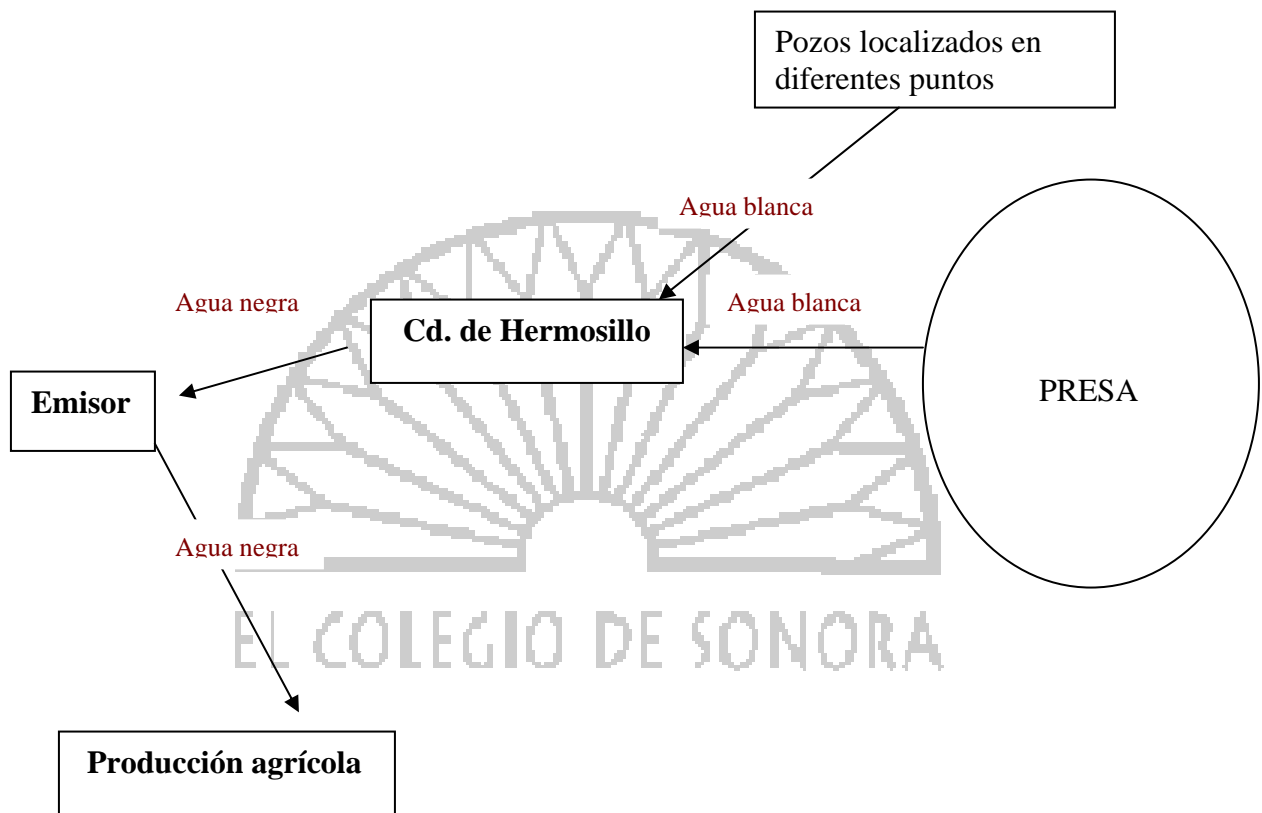 Pozos localizados en
diferentes puntos
Agua blanca
Agua negra
Cd. de Hermosillo
Agua blanca
Emisor
PRESA
Agua negra
EL COLEGIO DE SONORA
Producción agrícola